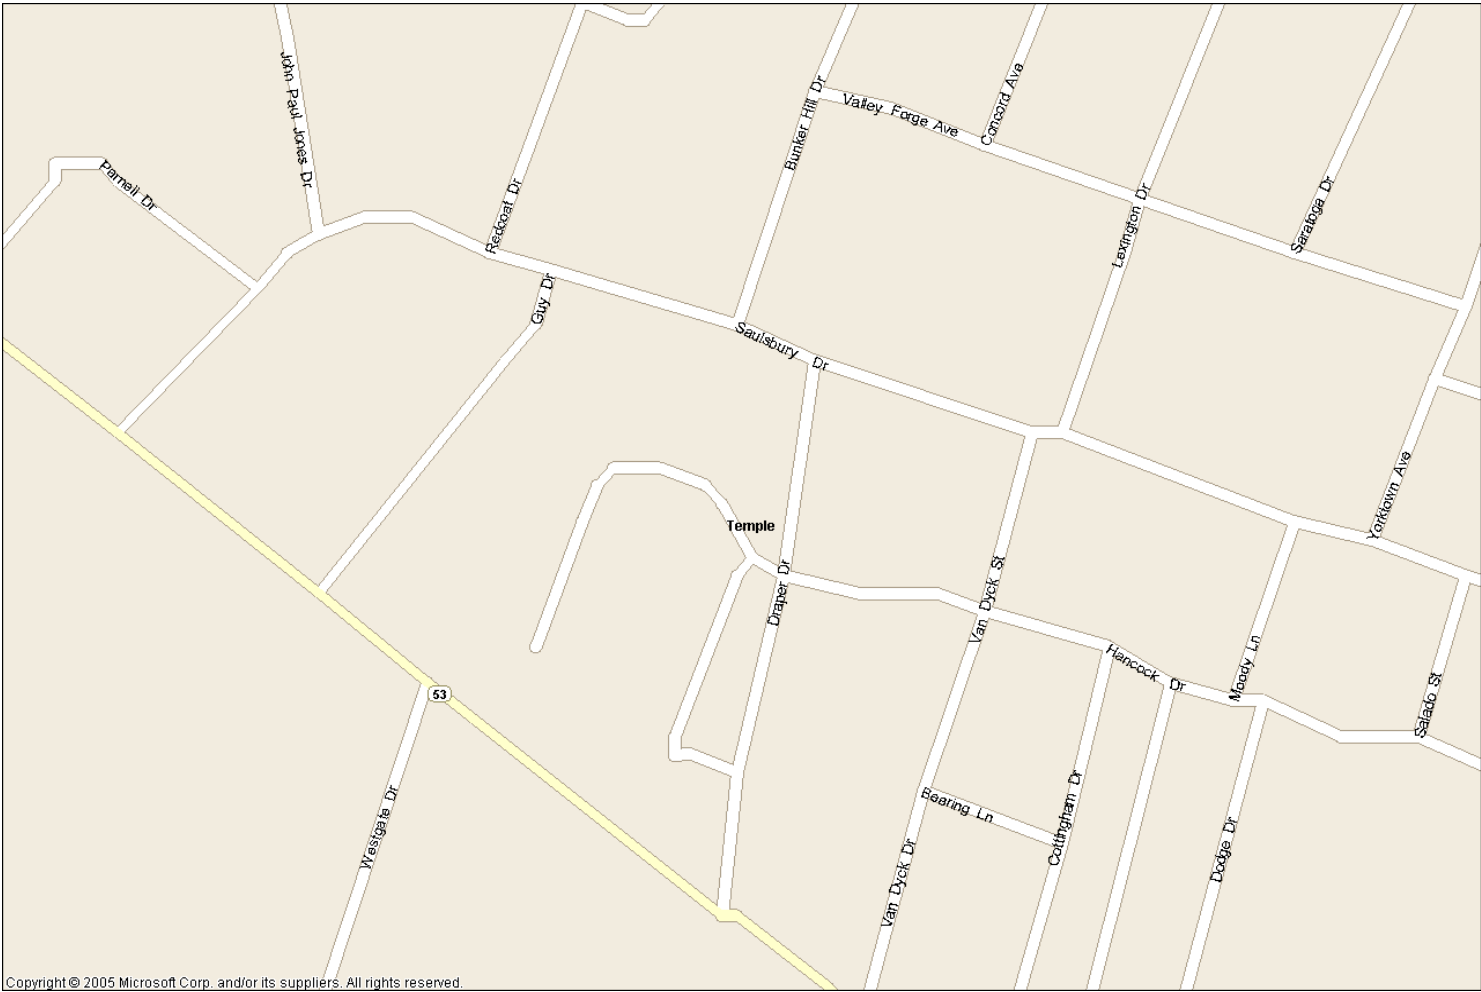 John Paul Jones Dr
Parnell Dr
Redcoat Dr
Guy Dr
Bunker Hill Dr
Valley Forge Ave
Concord Ave
Lexington Dr
Saratoga Dr
Saulsbury Dr
Yorktown Ave
Temple
Draper Dr
Van Dyck St
Hancock Dr
Moody Ln
Salado St
53
Westgate Dr
Bearing Ln
Cottingham Dr
Van Dyck Dr
Dodge Dr
Copyright © 2005 Microsoft Corp. and/or its suppliers. All rights reserved.